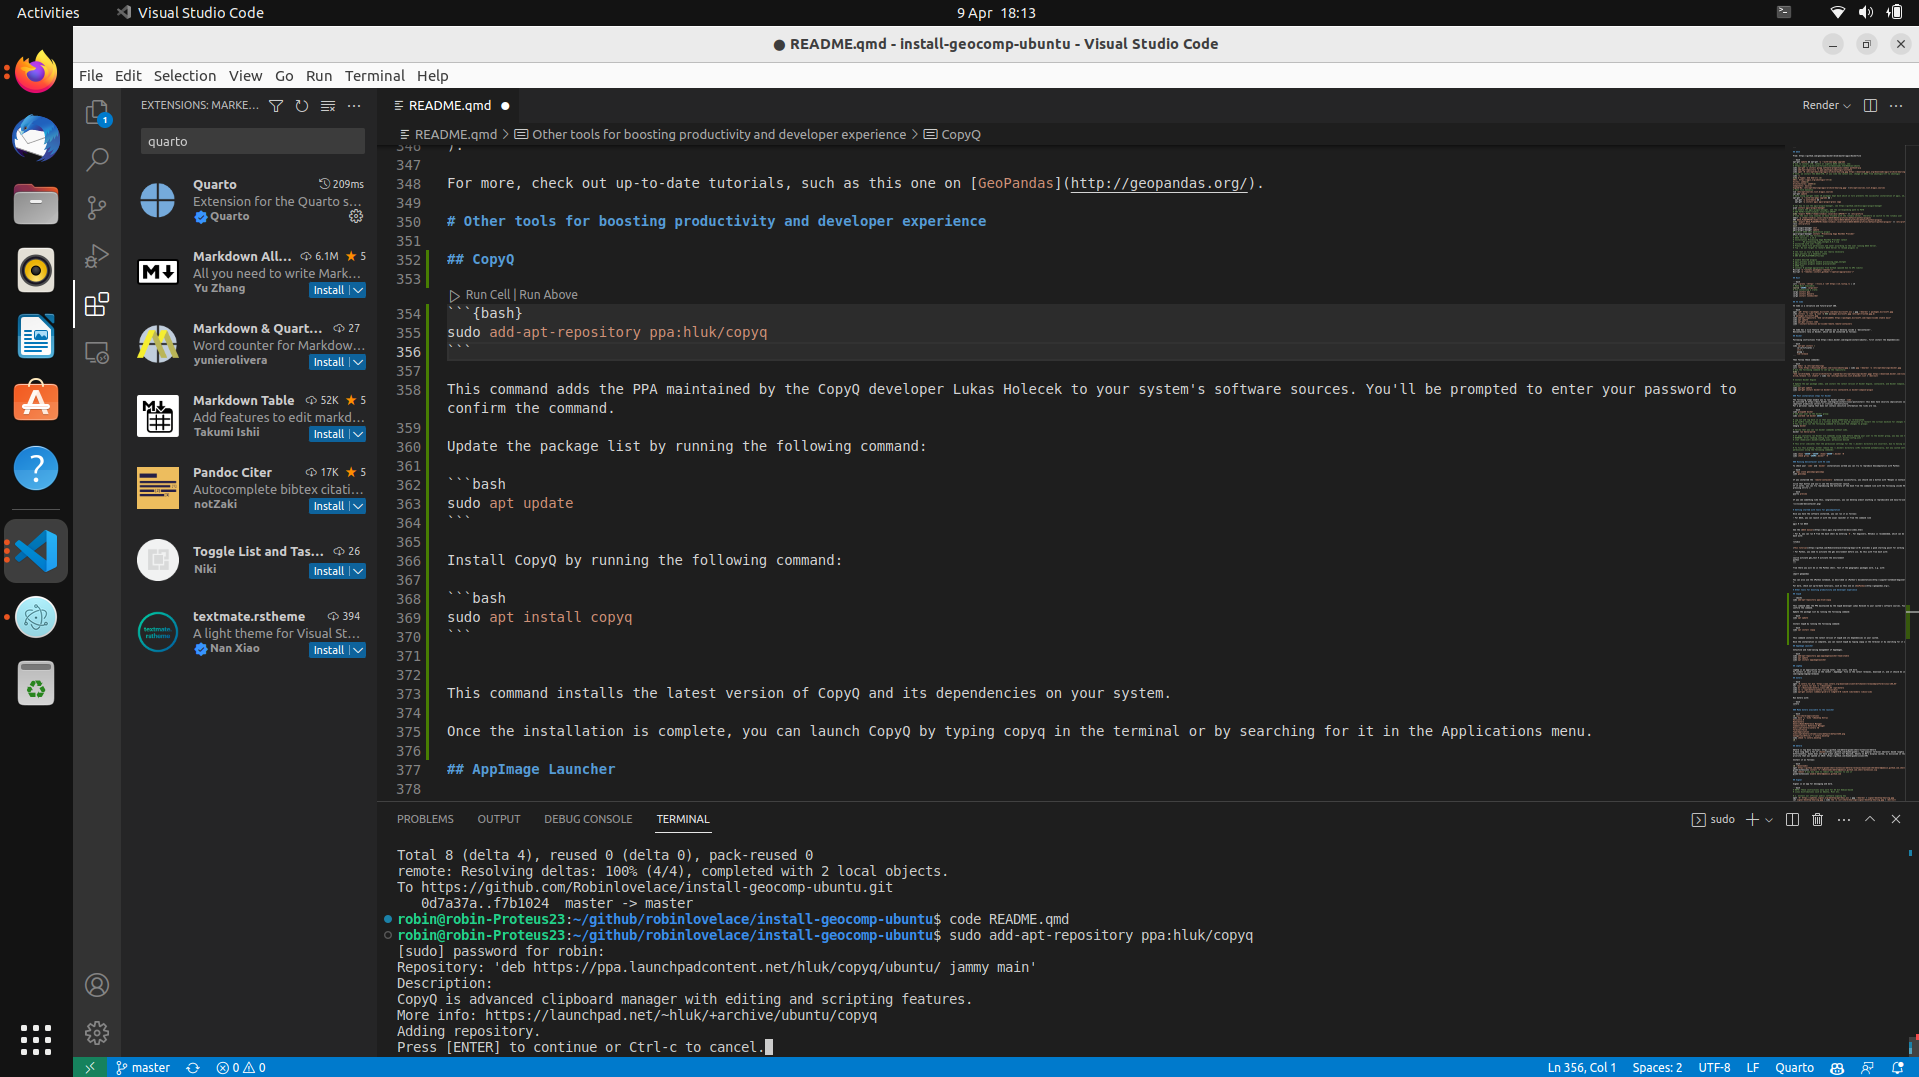 Activities
Visual Studio Code
9 Apr 18:13
● README.qmd - install-geocomp-ubuntu - Visual Studio Code
File Edit Selection View Go Run Terminal Help
EXTENSIONS: MARKE...
quarto
Quarto 209ms
Extension for the Quarto s...
Quarto
Markdown All... 6.1M ★ 5
All you need to write Mark...
Yu Zhang Install
Markdown & Quart... 27
Word counter for Markdow...
yunierolivera Install
Markdown Table 52K ★ 5
Add features to edit markd...
Takumi Ishii Install
Pandoc Citer 17K ★ 5
Autocomplete bibtex citati...
notZaki Install
Toggle List and Tas... 26
Niki Install
textmate.rstheme 394
A light theme for Visual St...
Nan Xiao Install
README.qmd ●
Render
README.qmd > Other tools for boosting productivity and developer experience > CopyQ
346 ).
347
348 For more, check out up-to-date tutorials, such as this one on [GeoPandas](http://geopandas.org/).
349
350 # Other tools for boosting productivity and developer experience
351
352 ## CopyQ
353
Run Cell | Run Above
354 ```{bash}
355 sudo add-apt-repository ppa:hluk/copyq
356 ```
357
358 This command adds the PPA maintained by the CopyQ developer Lukas Holecek to your system's software sources. You'll be prompted to enter your password to
confirm the command.
359
360 Update the package list by running the following command:
361
362 ```bash
363 sudo apt update
364 ```
365
366 Install CopyQ by running the following command:
367
368 ```bash
369 sudo apt install copyq
370 ```
371
372
373 This command installs the latest version of CopyQ and its dependencies on your system.
374
375 Once the installation is complete, you can launch CopyQ by typing copyq in the terminal or by searching for it in the Applications menu.
376
377 ## AppImage Launcher
378
PROBLEMS OUTPUT DEBUG CONSOLE TERMINAL
sudo
Total 8 (delta 4), reused 0 (delta 0), pack-reused 0
remote: Resolving deltas: 100% (4/4), completed with 2 local objects.
To https://github.com/Robinlovelace/install-geocomp-ubuntu.git
0d7a37a..f7b1024 master -> master
robin@robin-Proteus23:~/github/robinlovelace/install-geocomp-ubuntu$ code README.qmd
robin@robin-Proteus23:~/github/robinlovelace/install-geocomp-ubuntu$ sudo add-apt-repository ppa:hluk/copyq
[sudo] password for robin:
Repository: 'deb https://ppa.launchpadcontent.net/hluk/copyq/ubuntu/ jammy main'
Description:
CopyQ is advanced clipboard manager with editing and scripting features.
More info: https://launchpad.net/~hluk/+archive/ubuntu/copyq
Adding repository.
Press [ENTER] to continue or Ctrl-c to cancel.
master 0 0
Ln 356, Col 1 Spaces: 2 UTF-8 LF Quarto